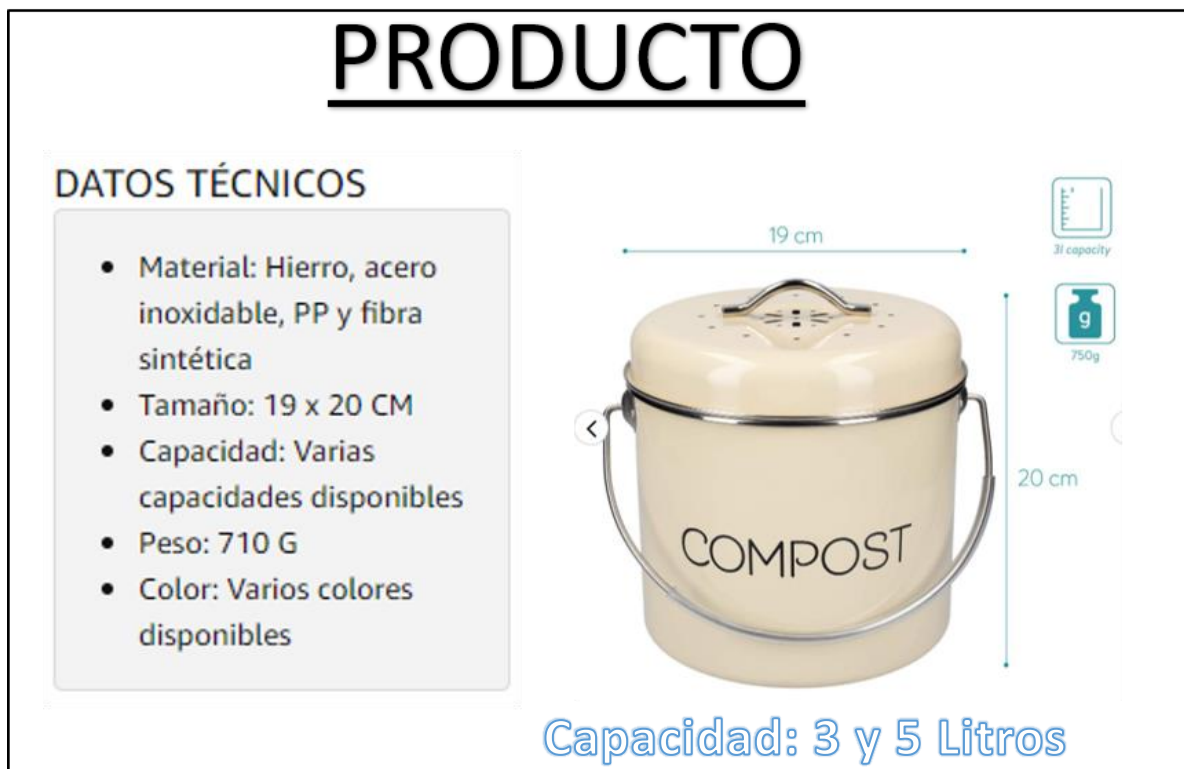 PRODUCTO
DATOS TÉCNICOS
• Material: Hierro, acero
inoxidable, PP y fibra
sintética
• Tamaño: 19 x 20 CM
• Capacidad: Varias
capacidades disponibles
• Peso: 710 G
• Color: Varios colores
disponibles
19 cm
3l capacity
g
750g
20 cm
COMPOST
Capacidad: 3 y 5 Litros